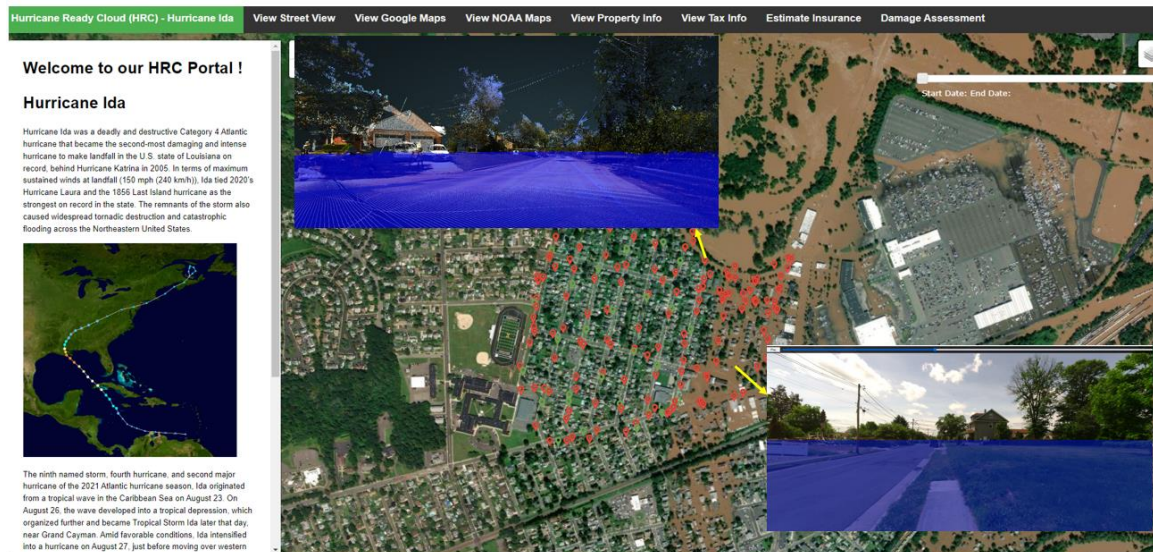 Hurricane Ready Cloud (HRC) - Hurricane Ida View Street View View Google Maps View NOAA Maps View Property Info View Tax Info Estimate Insurance Damage Assessment
Welcome to our HRC Portal !
Hurricane Ida
Hurricane Ida was a deadly and destructive Category 4 Atlantic
hurricane that became the second-most damaging and intense
hurricane to make landfall in the U.S. state of Louisiana on
record, behind Hurricane Katrina in 2005. In terms of maximum
sustained winds at landfall (150 mph (240 km/h)), Ida tied 2020's
Hurricane Laura and the 1856 Last Island hurricane as the
strongest on record in the state. The remnants of the storm also
caused widespread tornadic destruction and catastrophic
flooding across the Northeastern United States.
The ninth named storm, fourth hurricane, and second major
hurricane of the 2021 Atlantic hurricane season, Ida originated
from a tropical wave in the Caribbean Sea on August 23. On
August 26, the wave developed into a tropical depression, which
organized further and became Tropical Storm Ida later that day,
near Grand Cayman. Amid favorable conditions, Ida intensified
into a hurricane on August 27, just before moving over western
Start Date: End Date: